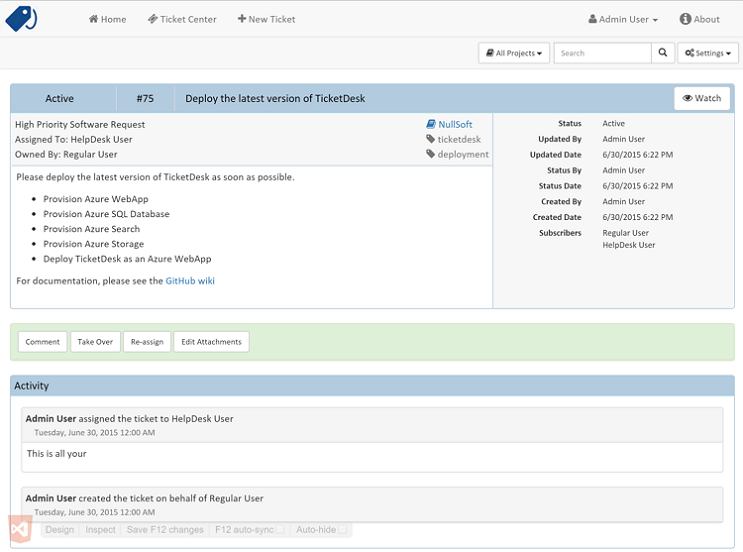 Home Ticket Center New Ticket Admin User About
All Projects Search Settings
Active #75 Deploy the latest version of TicketDesk Watch
High Priority Software Request NullSoft
Assigned To: HelpDesk User ticketdesk
Owned By: Regular User deployment
Please deploy the latest version of TicketDesk as soon as possible.
• Provision Azure WebApp
• Provision Azure SQL Database
• Provision Azure Search
• Provision Azure Storage
• Deploy TicketDesk as an Azure WebApp
For documentation, please see the GitHub wiki
Status Active
Updated By Admin User
Updated Date 6/30/2015 6:22 PM
Status By Admin User
Status Date 6/30/2015 6:22 PM
Created By Admin User
Created Date 6/30/2015 6:22 PM
Subscribers Regular User
HelpDesk User
Comment Take Over Re-assign Edit Attachments
Activity
Admin User assigned the ticket to HelpDesk User
Tuesday, June 30, 2015 12:00 AM
This is all your
Admin User created the ticket on behalf of Regular User
Tuesday, June 30, 2015 12:00 AM
Design Inspect Save F12 changes F12 auto-sync Auto-hide